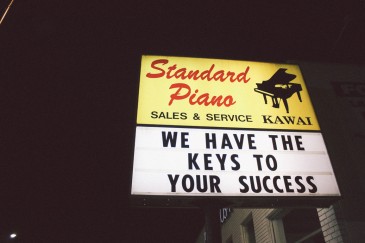 Standard
Piano
SALES & SERVICE KAWAI
WE HAVE THE
KEYS TO
YOUR SUCCESS